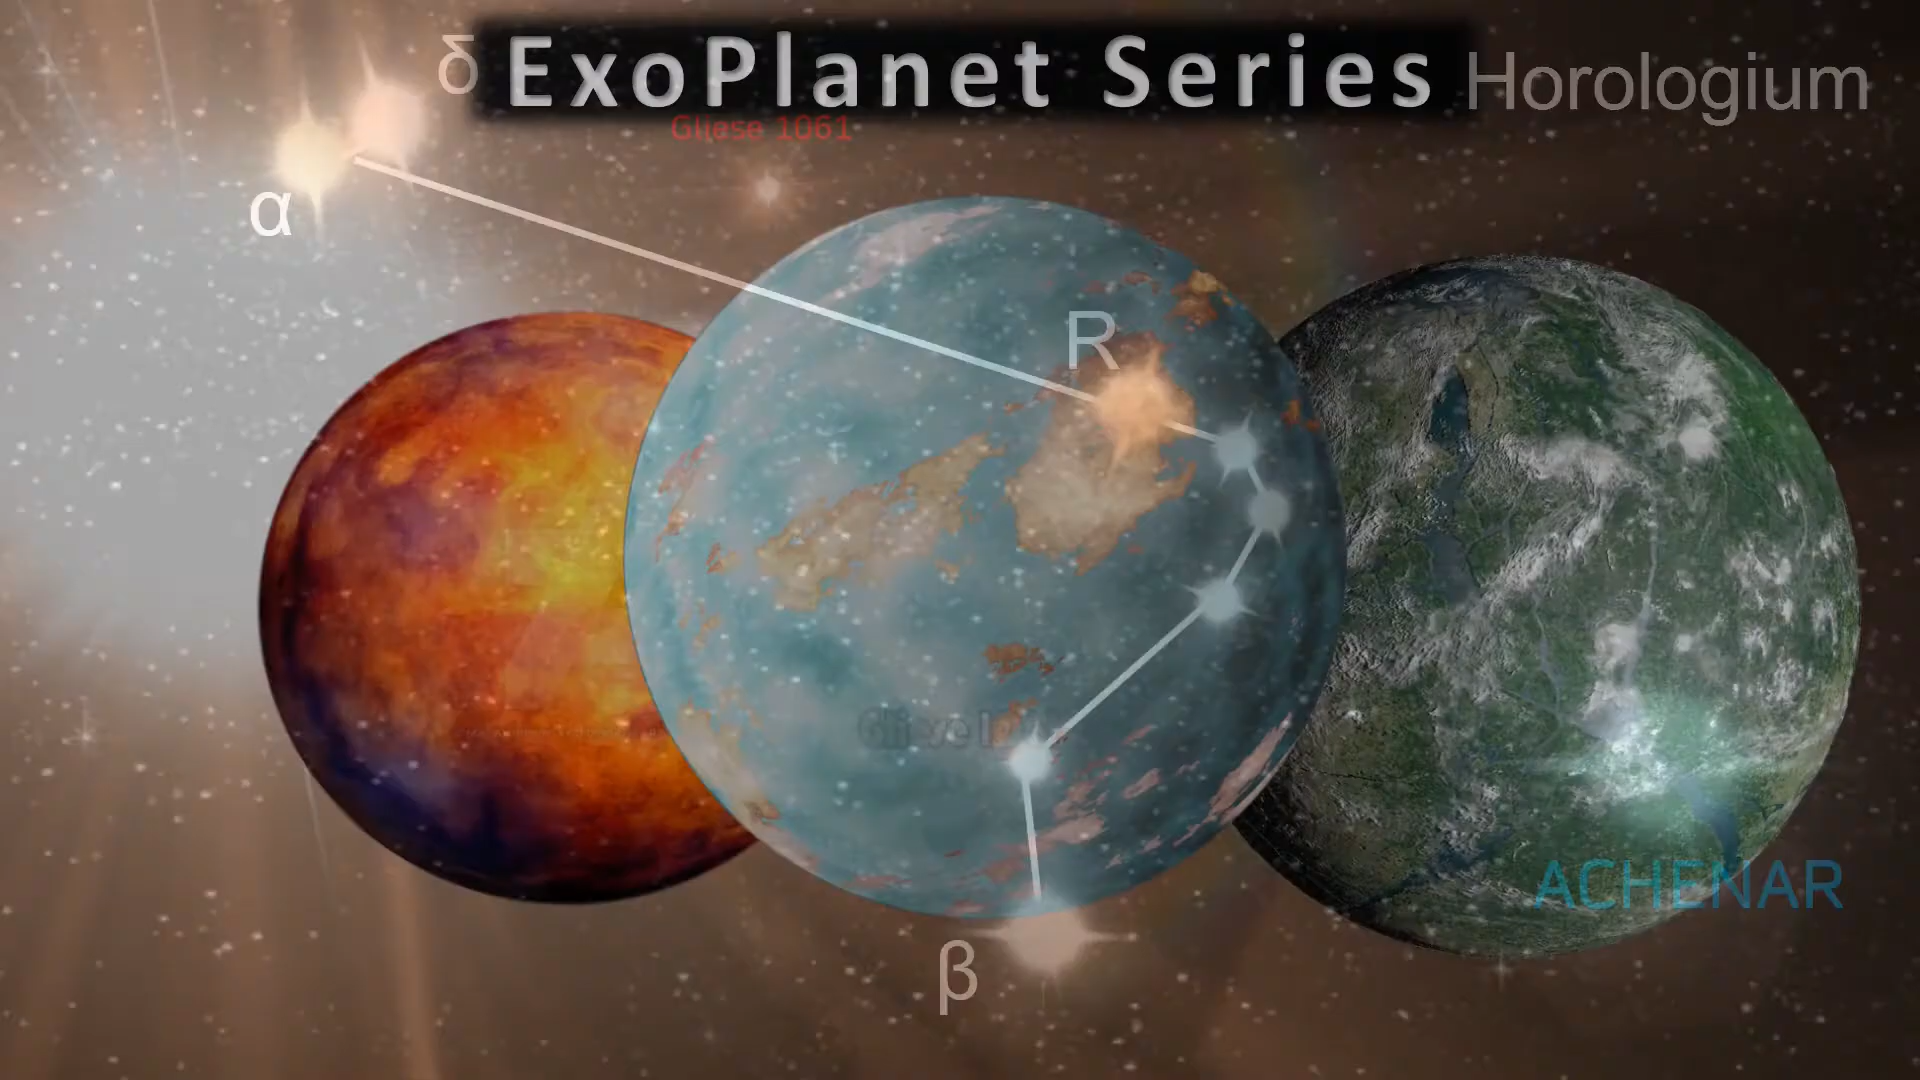 δ
ExoPlanet Series
Horologium
Gliese 1061
α
R
ACHENAR
β